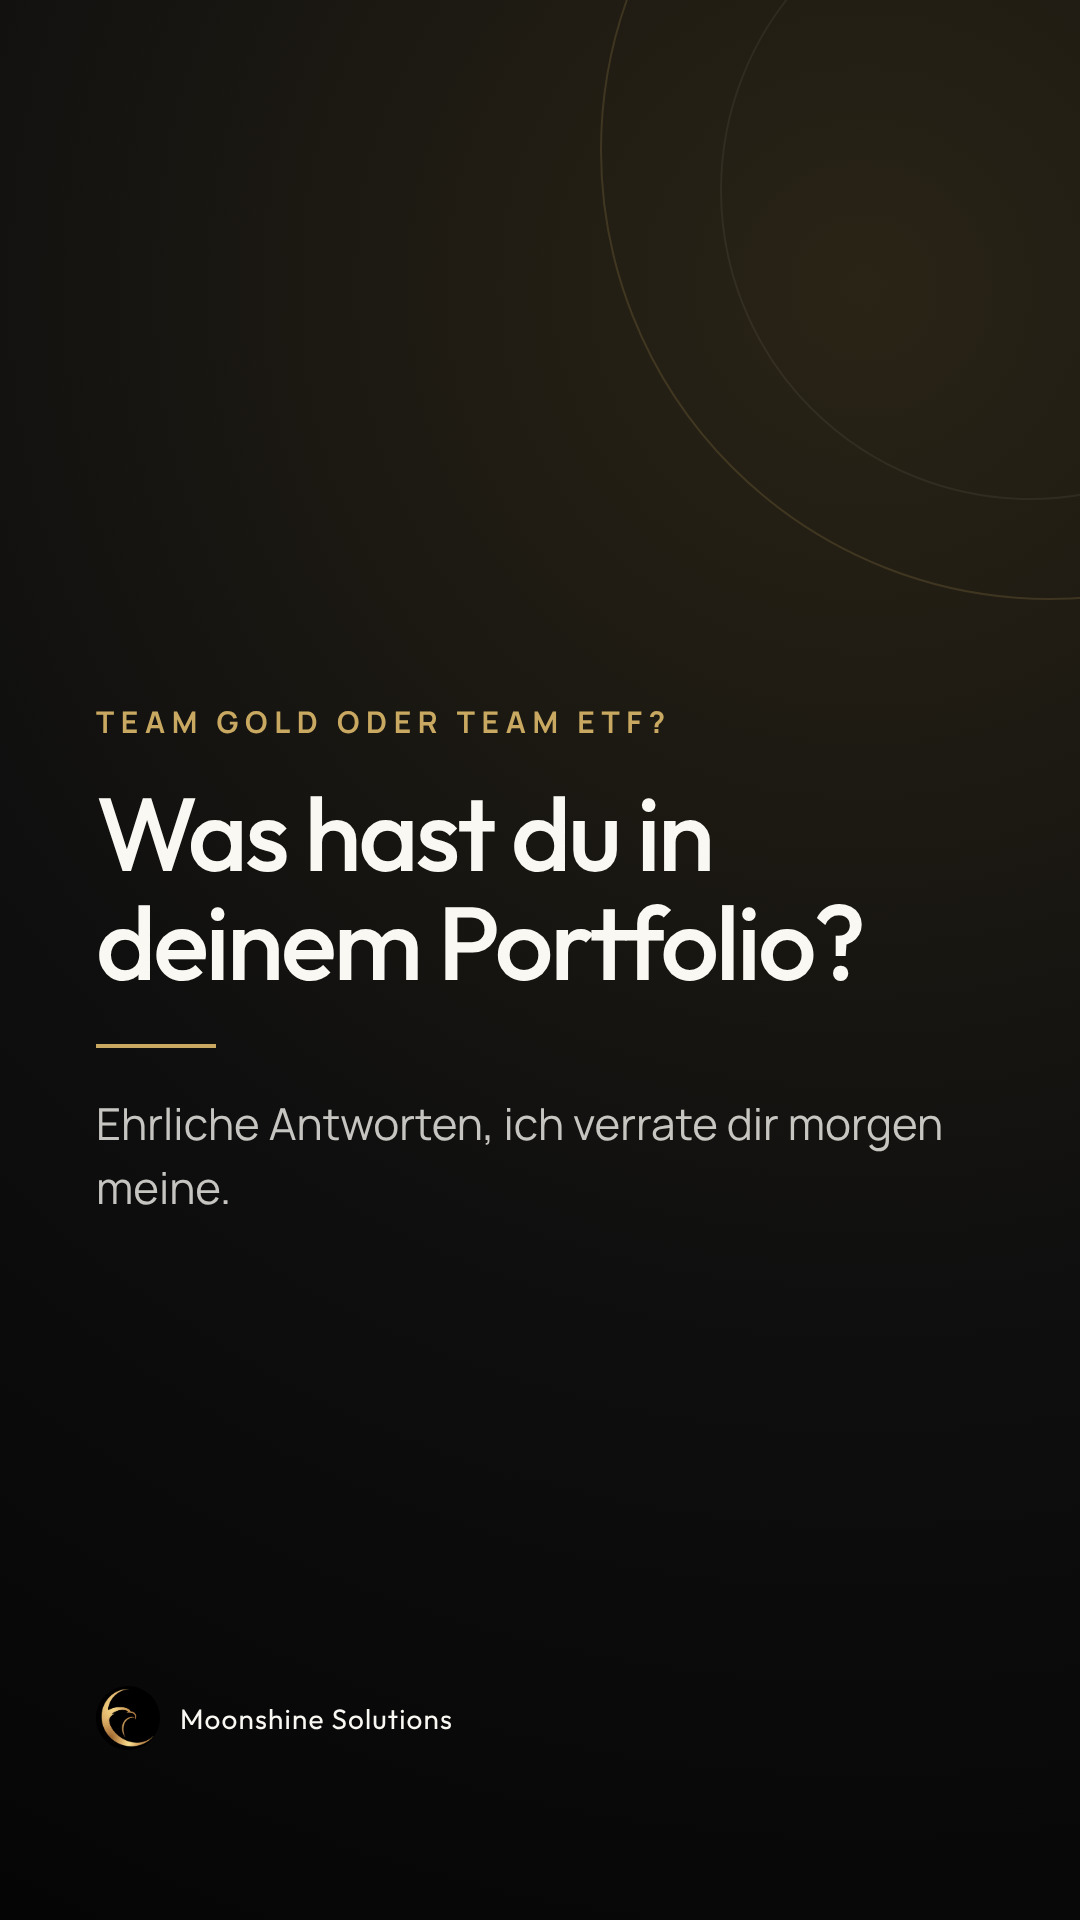 TEAM GOLD ODER TEAM ETF?
Was hast du in
deinem Portfolio?
Ehrliche Antworten, ich verrate dir morgen
meine.
Moonshine Solutions